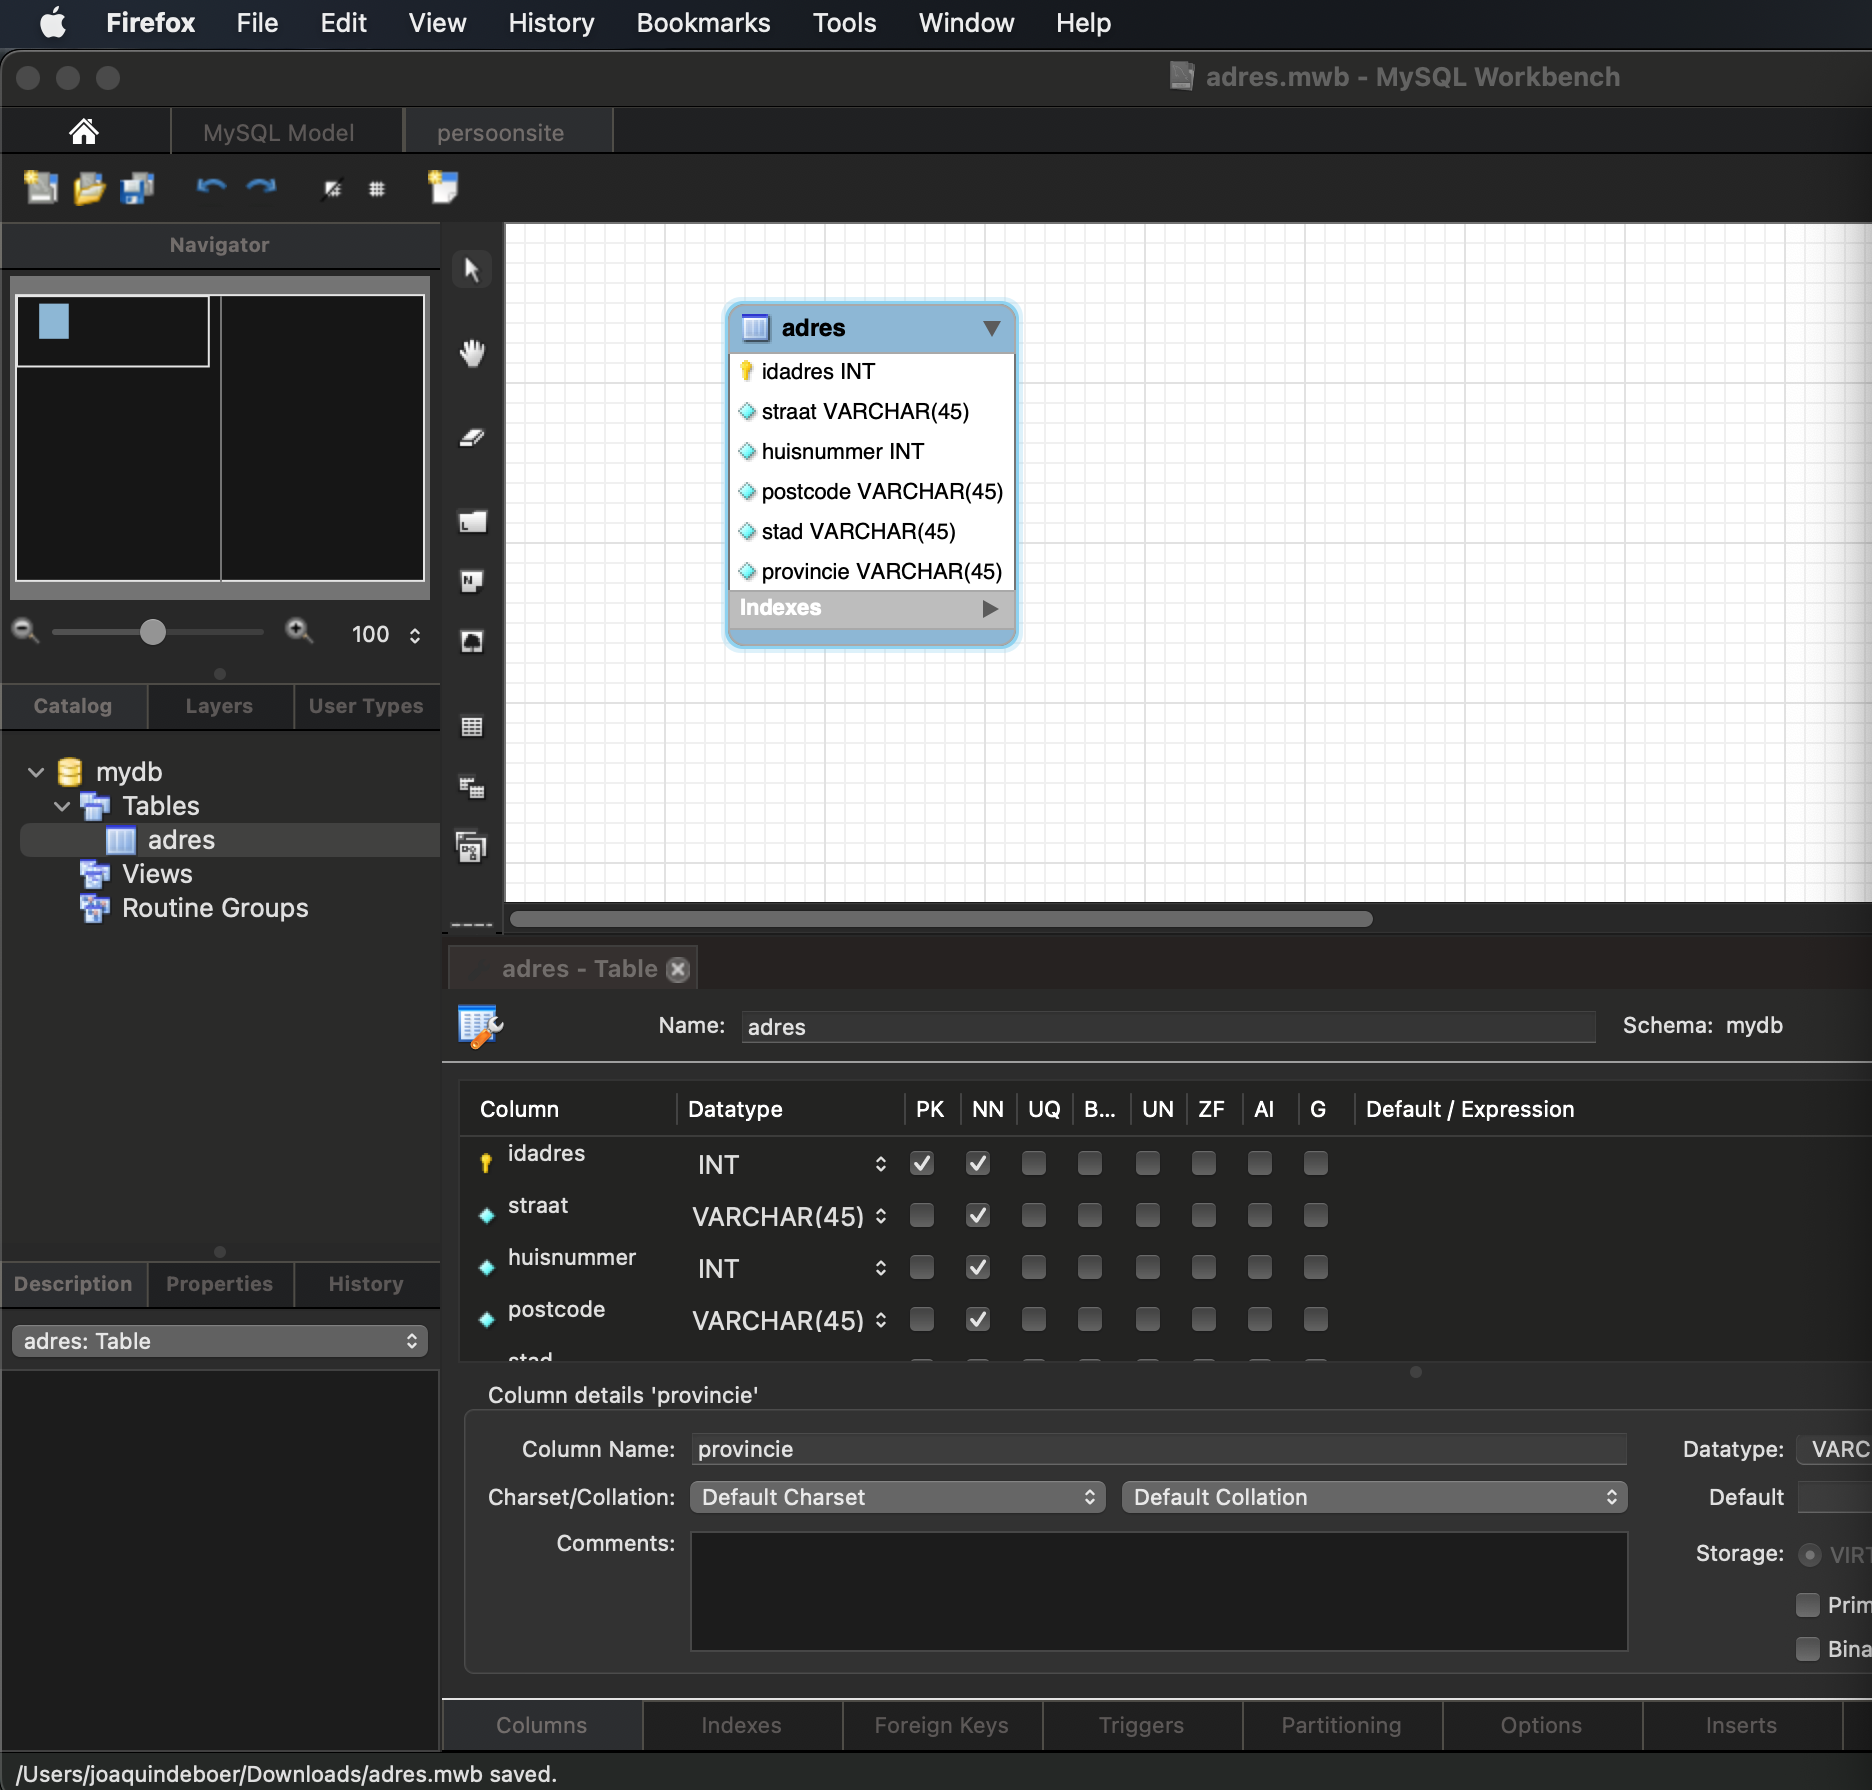 Firefox File Edit View History Bookmarks Tools Window Help
adres.mwb - MySQL Workbench
MySQL Model persoonsite
Navigator
adres
idadres INT
straat VARCHAR(45)
huisnummer INT
postcode VARCHAR(45)
stad VARCHAR(45)
provincie VARCHAR(45)
Indexes
100
Catalog Layers User Types
mydb
Tables
adres
Views
Routine Groups
adres - Table
Name: adres Schema: mydb
Column Datatype PK NN UQ B... UN ZF AI G Default / Expression
idadres INT
straat VARCHAR(45)
huisnummer INT
postcode VARCHAR(45)
stad
Description Properties History
adres: Table
Column details 'provincie'
Column Name: provincie Datatype: VARC
Charset/Collation: Default Charset Default Collation Default
Comments: Storage: VIRT
Prim
Bina
Columns Indexes Foreign Keys Triggers Partitioning Options Inserts
/Users/joaquindeboer/Downloads/adres.mwb saved.